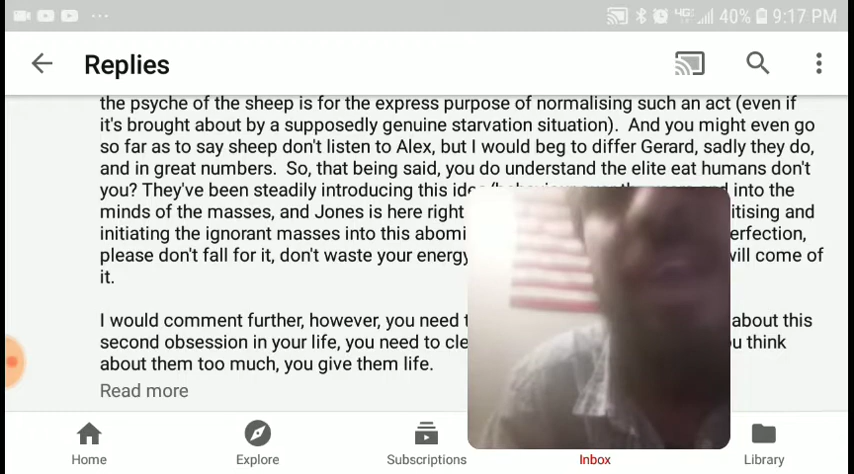 4G 40% 9:17 PM
Replies
the psyche of the sheep is for the express purpose of normalising such an act (even if
it's brought about by a supposedly genuine starvation situation). And you might even go
so far as to say sheep don't listen to Alex, but I would beg to differ Gerard, sadly they do,
and in great numbers. So, that being said, you do understand the elite eat humans don't
you? They've been steadily introducing this into the
minds of the masses, and Jones is here right itising and
initiating the ignorant masses into this abomi erfection,
please don't fall for it, don't waste your energy will come of
it.
I would comment further, however, you need about this
second obsession in your life, you need to cle u think
about them too much, you give them life.
Read more
Home
Explore
Subscriptions
Inbox
Library